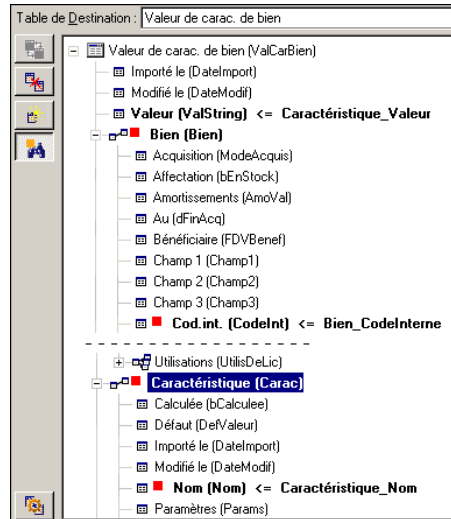 Table de Destination : Valeur de carac. de bien
Valeur de carac. de bien (ValCarBien)
Importé le (DateImport)
Modifié le (DateModif)
Valeur (ValString) <= Caractéristique_Valeur
Bien (Bien)
Acquisition (ModeAcquis)
Affectation (bEnStock)
Amortissements (AmoVal)
Au (dFinAcq)
Bénéficiaire (FDVBenef)
Champ 1 (Champ1)
Champ 2 (Champ2)
Champ 3 (Champ3)
Cod.int. (CodeInt) <= Bien_CodeInterne
Utilisations (UtilisDeLic)
Caractéristique (Carac)
Calculée (bCalculee)
Défaut (DefValeur)
Importé le (DateImport)
Modifié le (DateModif)
Nom (Nom) <= Caractéristique_Nom
Paramètres (Params)